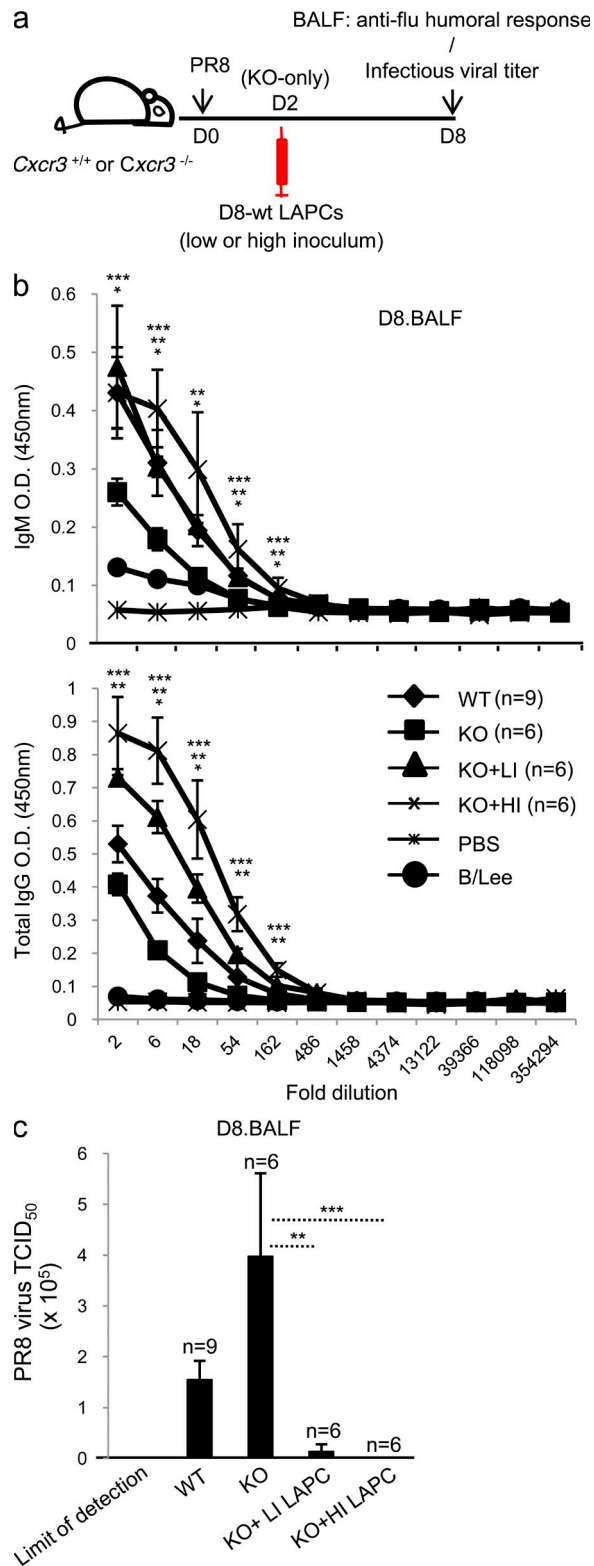 a
BALF: anti-flu humoral response
/
Infectious viral titer
PR8
(KO-only)
D2
D0
D8
Cxcr3 +/+ or Cxcr3 -/-
D8-wt LAPCs
(low or high inoculum)
b
D8.BALF
IgM O.D. (450nm)
0.6
0.5
0.4
0.3
0.2
0.1
0
***
*
***
**
*
**
*
***
**
*
***
**
*
Total IgG O.D. (450nm)
1
0.9
0.8
0.7
0.6
0.5
0.4
0.3
0.2
0.1
0
***
**
***
**
*
***
**
*
***
**
***
**
WT (n=9)
KO (n=6)
KO+LI (n=6)
KO+HI (n=6)
PBS
B/Lee
2
6
18
54
162
486
1458
4374
13122
39366
118098
354294
Fold dilution
c
D8.BALF
PR8 virus TCID50
(x 10^5)
6
5
4
3
2
1
0
n=9
n=6
n=6
n=6
***
**
Limit of detection
WT
KO
KO+ LI LAPC
KO+HI LAPC